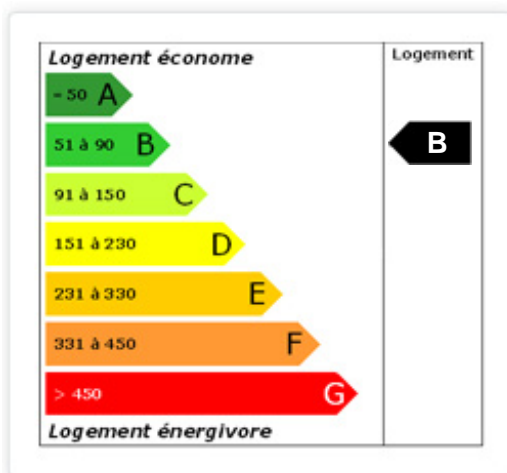 Logement économe
Logement
= 50 A
51 à 90 B
B
91 à 150 C
151 à 230 D
231 à 330 E
331 à 450 F
> 450 G
Logement énergivore